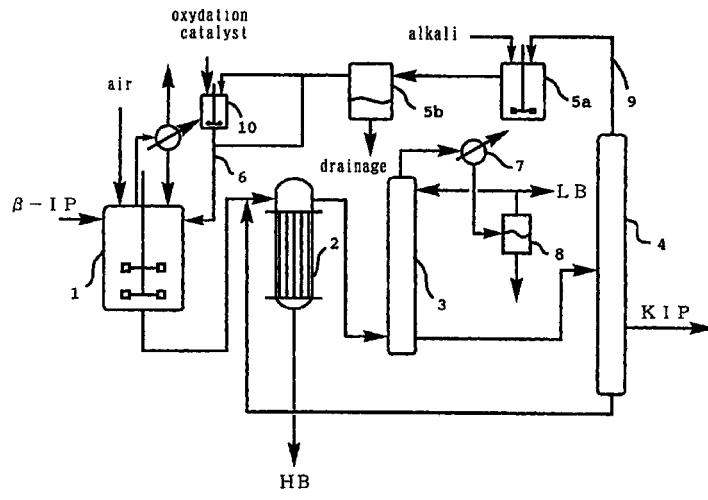 oxydation
catalyst
alkali
air
10
5b
5a
9
drainage
6
7
β-IP
LB
2
8
4
1
3
KIP
HB